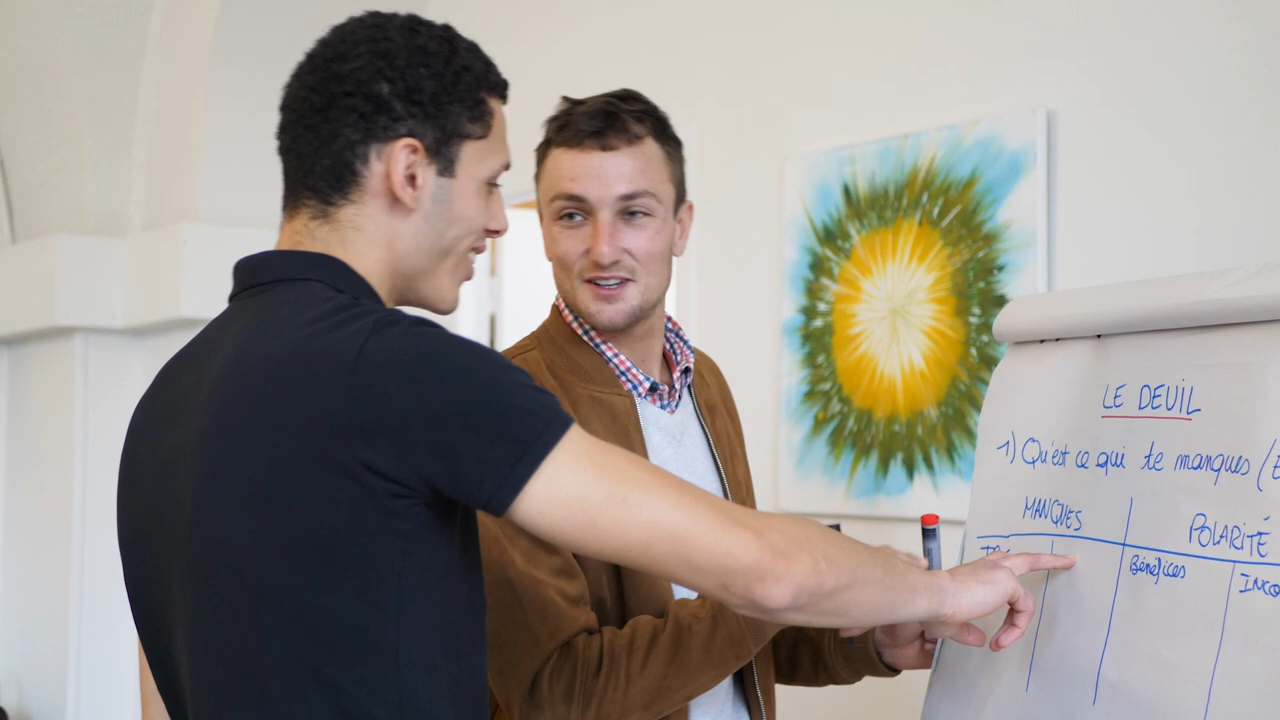 LE DEUIL
1) Qu'est ce qui te manques (
MANQUES POLARITÉ
Bénéfices